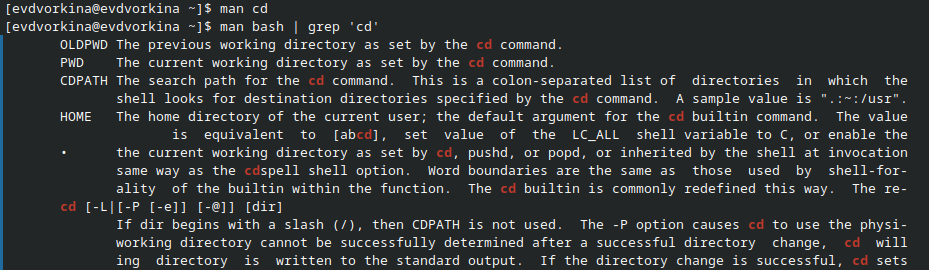 [evdvorkina@evdvorkina ~]$ man cd
[evdvorkina@evdvorkina ~]$ man bash | grep 'cd'
OLDPWD The previous working directory as set by the cd command.
PWD    The current working directory as set by the cd command.
CDPATH The search path for the cd command.  This is a colon-separated list of  directories  in  which  the
shell looks for destination directories specified by the cd command.  A sample value is ".:~:/usr".
HOME   The home directory of the current user; the default argument for the cd builtin command.  The value
is  equivalent  to  [abcd],  set  value  of  the  LC_ALL  shell variable to C, or enable the
•      the current working directory as set by cd, pushd, or popd, or inherited by the shell at invocation
same way as the cdspell shell option.  Word boundaries are the same as  those  used  by  shell-for-
ality  of the builtin within the function.  The cd builtin is commonly redefined this way.  The re-
cd [-L|[-P [-e]] [-@]] [dir]
If dir begins with a slash (/), then CDPATH is not used.  The -P option causes cd to use the physi-
working directory cannot be successfully determined after a successful directory  change,  cd  will
ing  directory  is  written to the standard output.  If the directory change is successful, cd sets